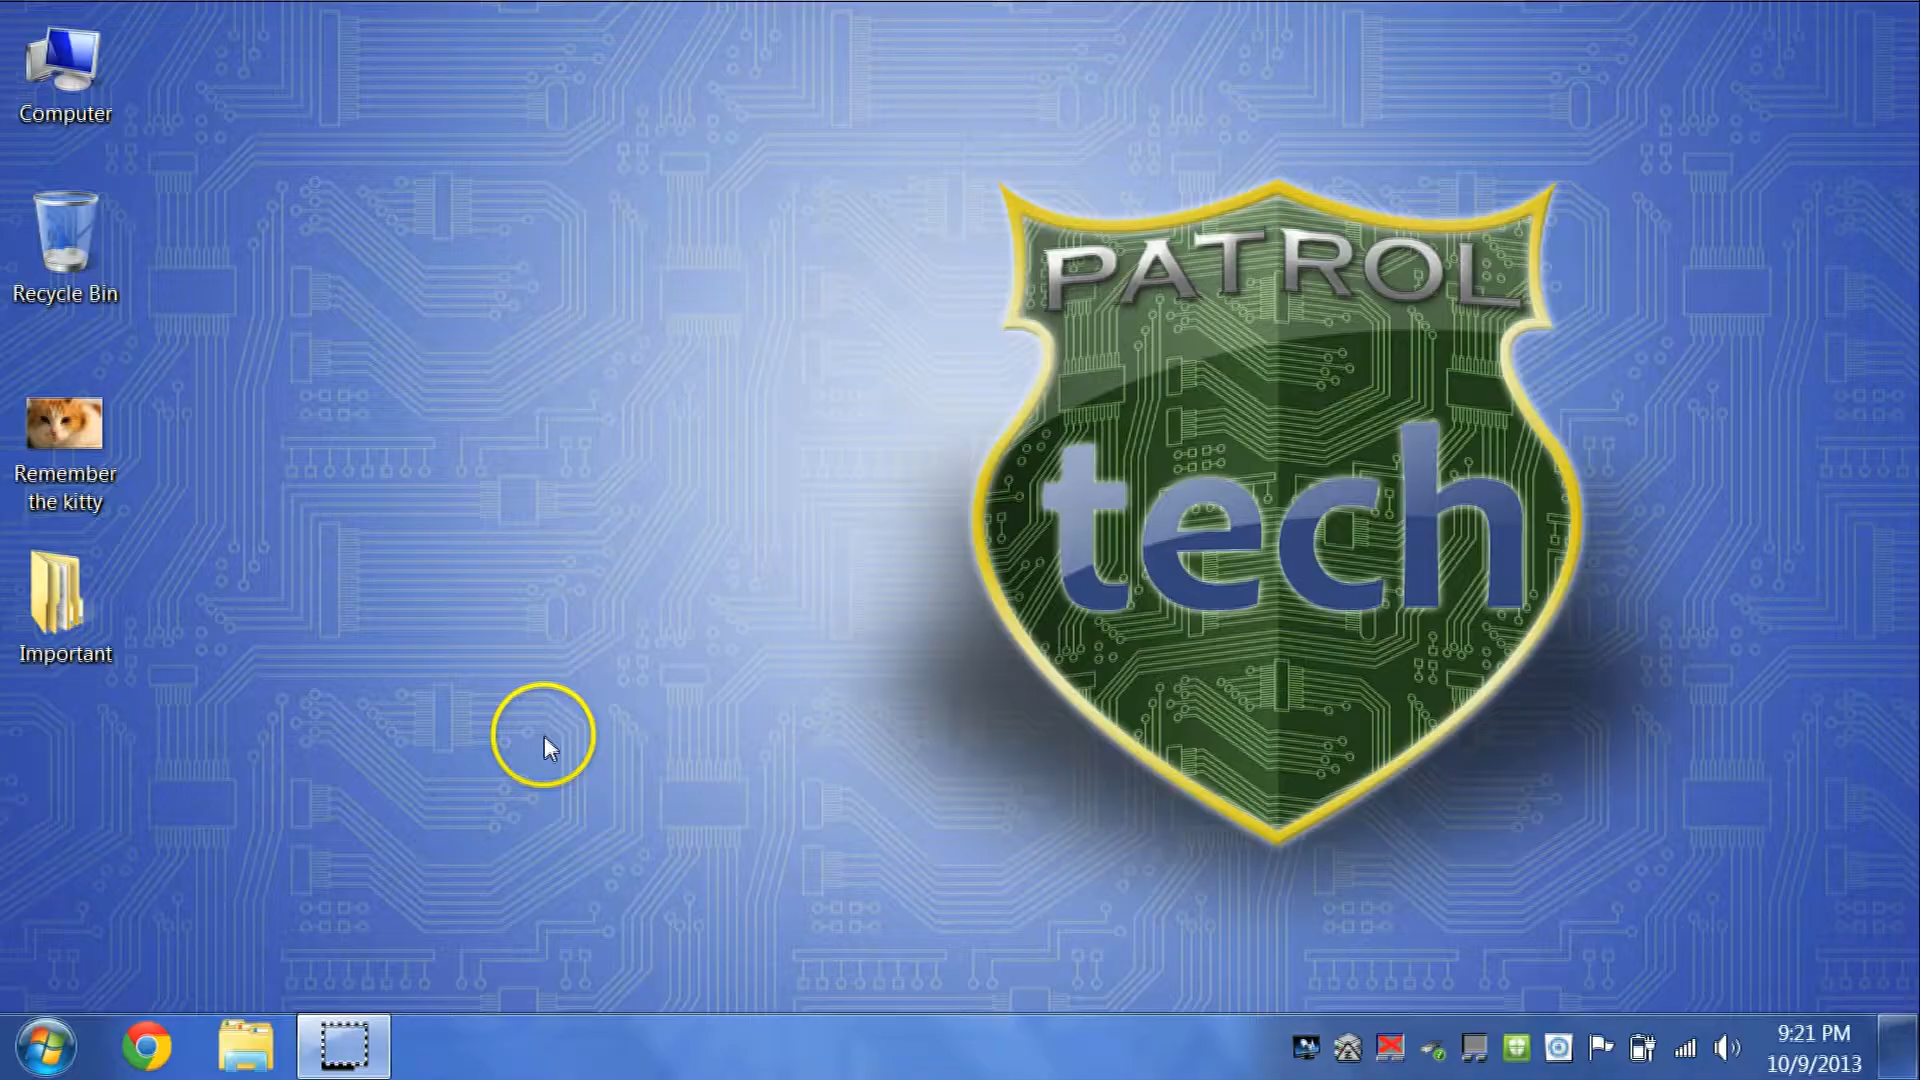 Computer
Recycle Bin
Remember
the kitty
Important
PATROL
tech
9:21 PM
10/9/2013